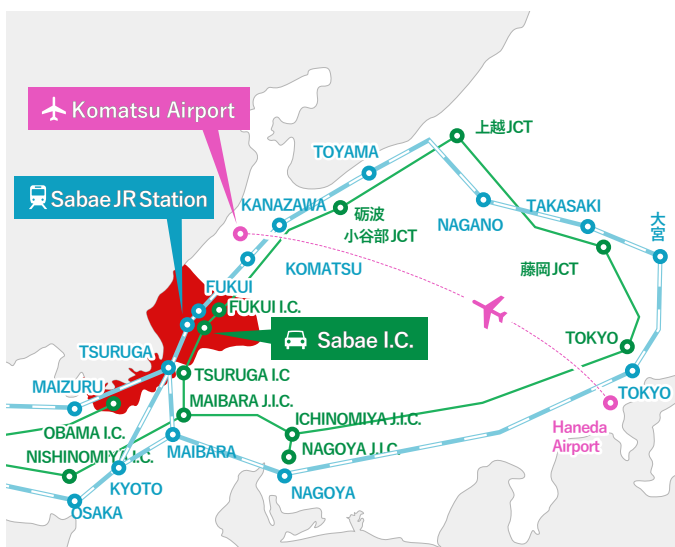 Komatsu Airport
上越JCT
TOYAMA
Sabae JR Station
KANAZAWA
砺波
小谷部JCT
NAGANO
TAKASAKI
大宮
藤岡JCT
KOMATSU
FUKUI
FUKUI I.C.
Sabae I.C.
TOKYO
TSURUGA
TSURUGA I.C
MAIZURU
MAIBARA J.I.C.
TOKYO
Haneda
Airport
ICHINOMIYA J.I.C.
OBAMA I.C.
NAGOYA J.I.C.
NISHINOMIYA I.C.
MAIBARA
KYOTO
NAGOYA
OSAKA